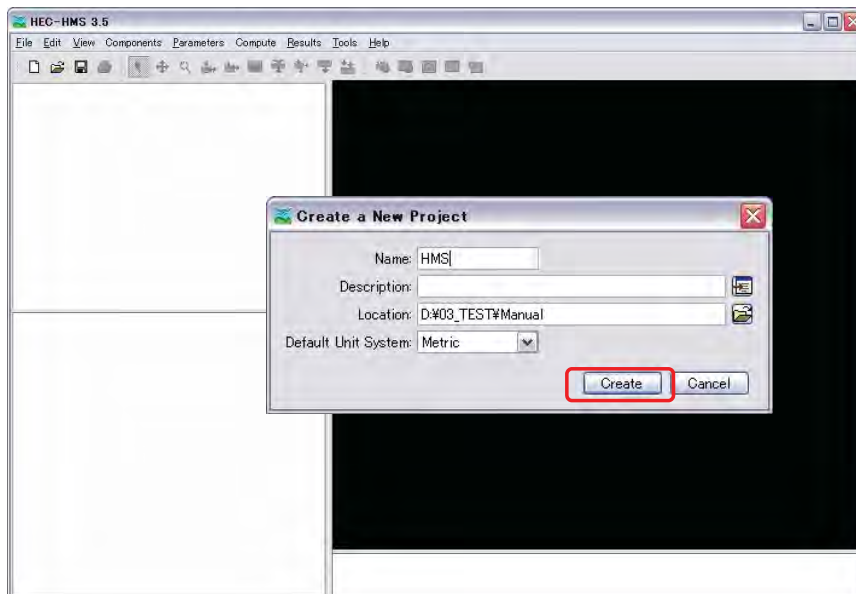 HEC-HMS 3.5
File Edit View Components Parameters Compute Results Tools Help
Create a New Project
Name: HMS
Description:
Location: D:¥03_TEST¥Manual
Default Unit System: Metric
Create Cancel